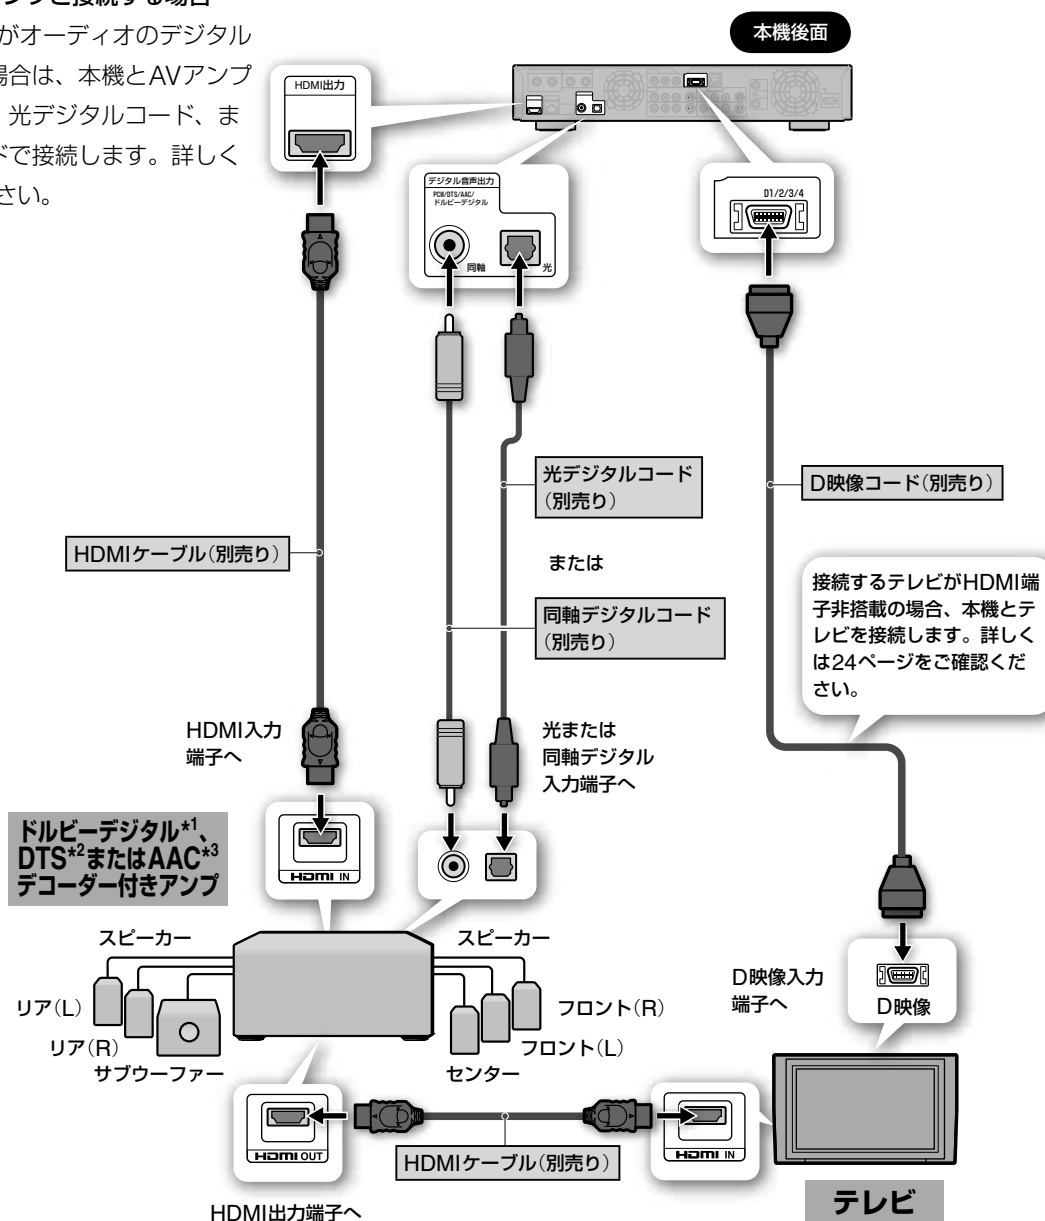 ンプと接続する場合
がオーディオのデジタル
場合は、本機とAVアンプ
光デジタルコード、ま
ドで接続します。詳しく
さい。
本機後面
HDMI出力
デジタル音声出力
PCM/DTS/AAC/
ドルビーデジタル
同軸
光
D1/2/3/4
光デジタルコード
(別売り)
D映像コード(別売り)
HDMIケーブル(別売り)
または
同軸デジタルコード
(別売り)
接続するテレビがHDMI端
子非搭載の場合、本機とテ
レビを接続します。詳しく
は24ページをご確認くだ
さい。
HDMI入力
端子へ
光または
同軸デジタル
入力端子へ
ドルビーデジタル*1、
DTS*2またはAAC*3
デコーダー付きアンプ
HDMI IN
スピーカー
スピーカー
リア(L)
リア(R)
サブウーファー
フロント(R)
フロント(L)
センター
D映像入力
端子へ
D映像
HDMI OUT
HDMIケーブル(別売り)
HDMI IN
テレビ
HDMI出力端子へ